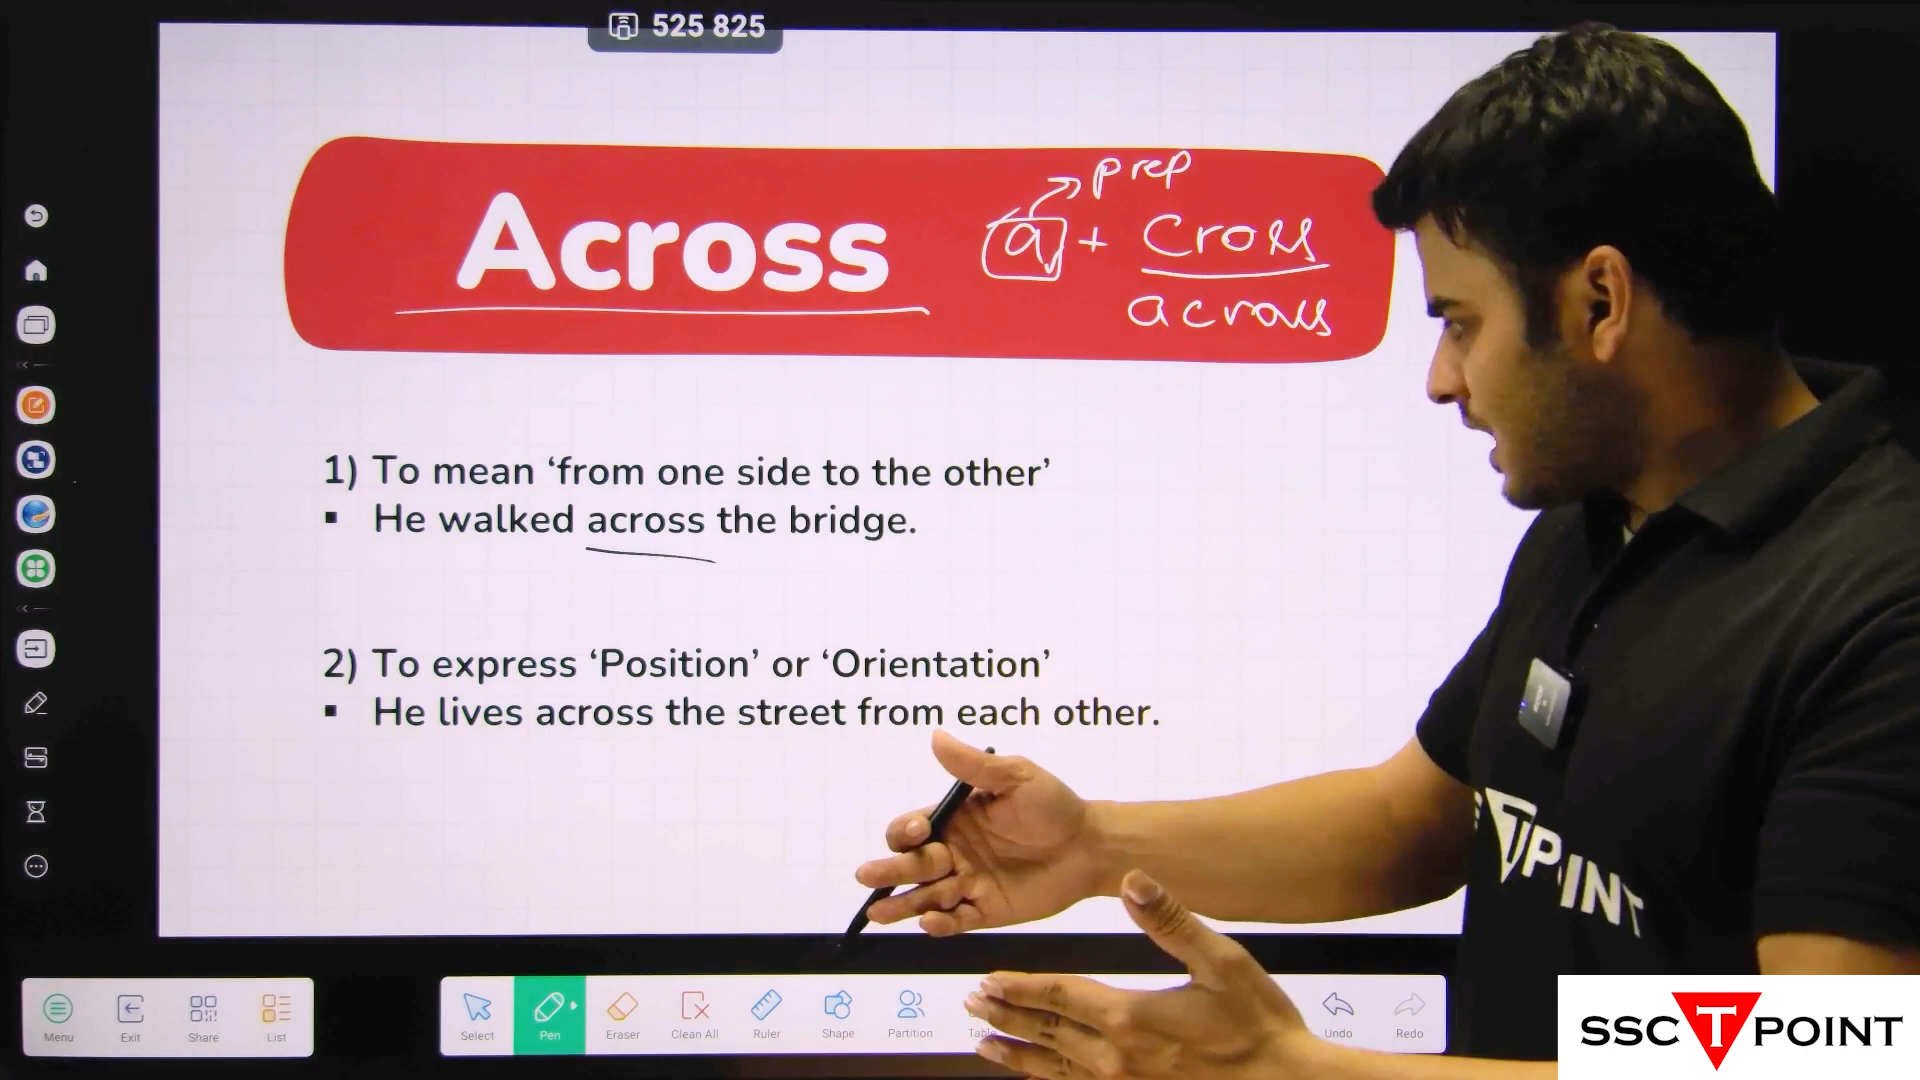 525 825
prep
Across
a + cross
across
1) To mean ‘from one side to the other’
▪ He walked across the bridge.
2) To express ‘Position’ or ‘Orientation’
▪ He lives across the street from each other.
T POINT
Menu Exit Share List
Select Pen Eraser Clean All Ruler Shape Partition Table Undo Redo
SSC T POINT